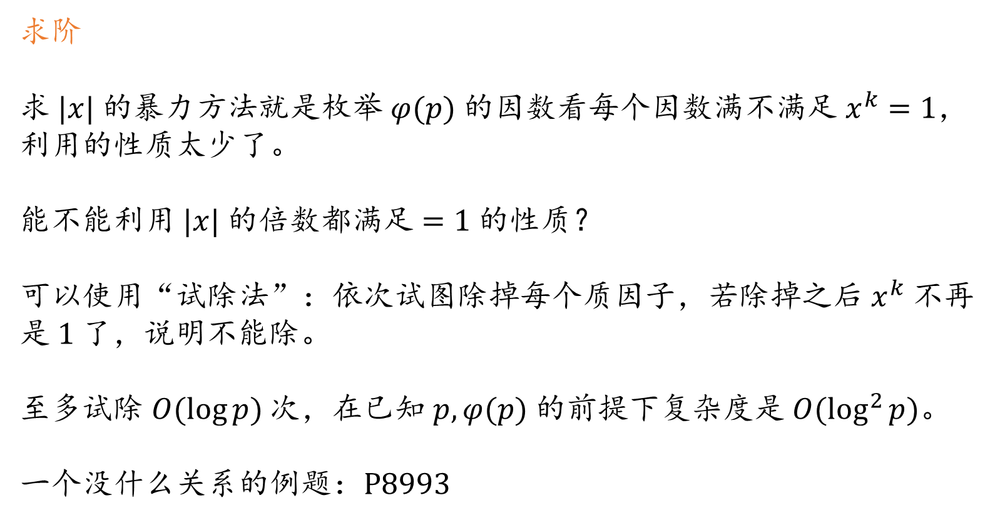 求阶
求 |x| 的暴力方法就是枚举 φ(p) 的因数看每个因数满不满足 xᵏ = 1，
利用的性质太少了。
能不能利用 |x| 的倍数都满足 = 1 的性质？
可以使用“试除法”：依次试图除掉每个质因子，若除掉之后 xᵏ 不再
是 1 了，说明不能除。
至多试除 O(log p) 次，在已知 p, φ(p) 的前提下复杂度是 O(log² p)。
一个没什么关系的例题：P8993